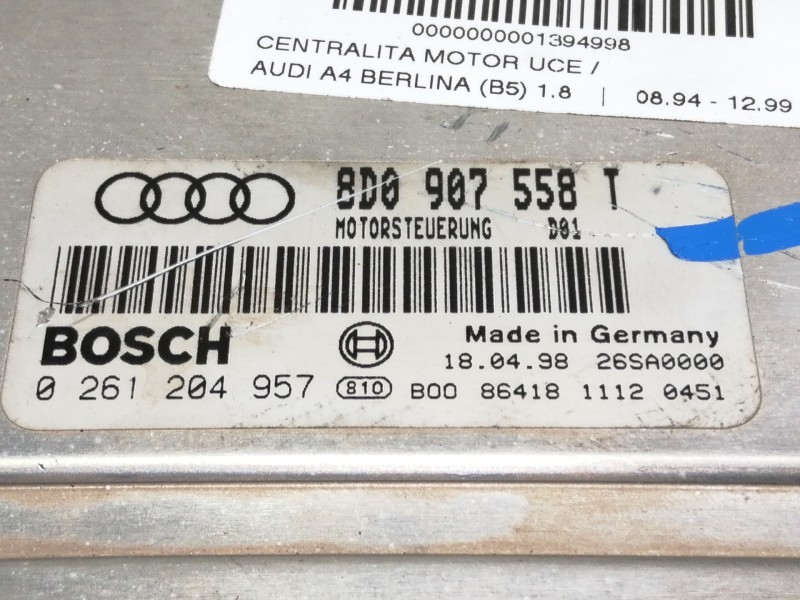 0000000001394998
CENTRALITA MOTOR UCE /
AUDI A4 BERLINA (B5) 1.8 | 08.94 - 12.99
8D0 907 558 T
MOTORSTEUERUNG D01
BOSCH Made in Germany
18.04.98 26SA0000
0 261 204 957 810 B00 86418 1112 0451